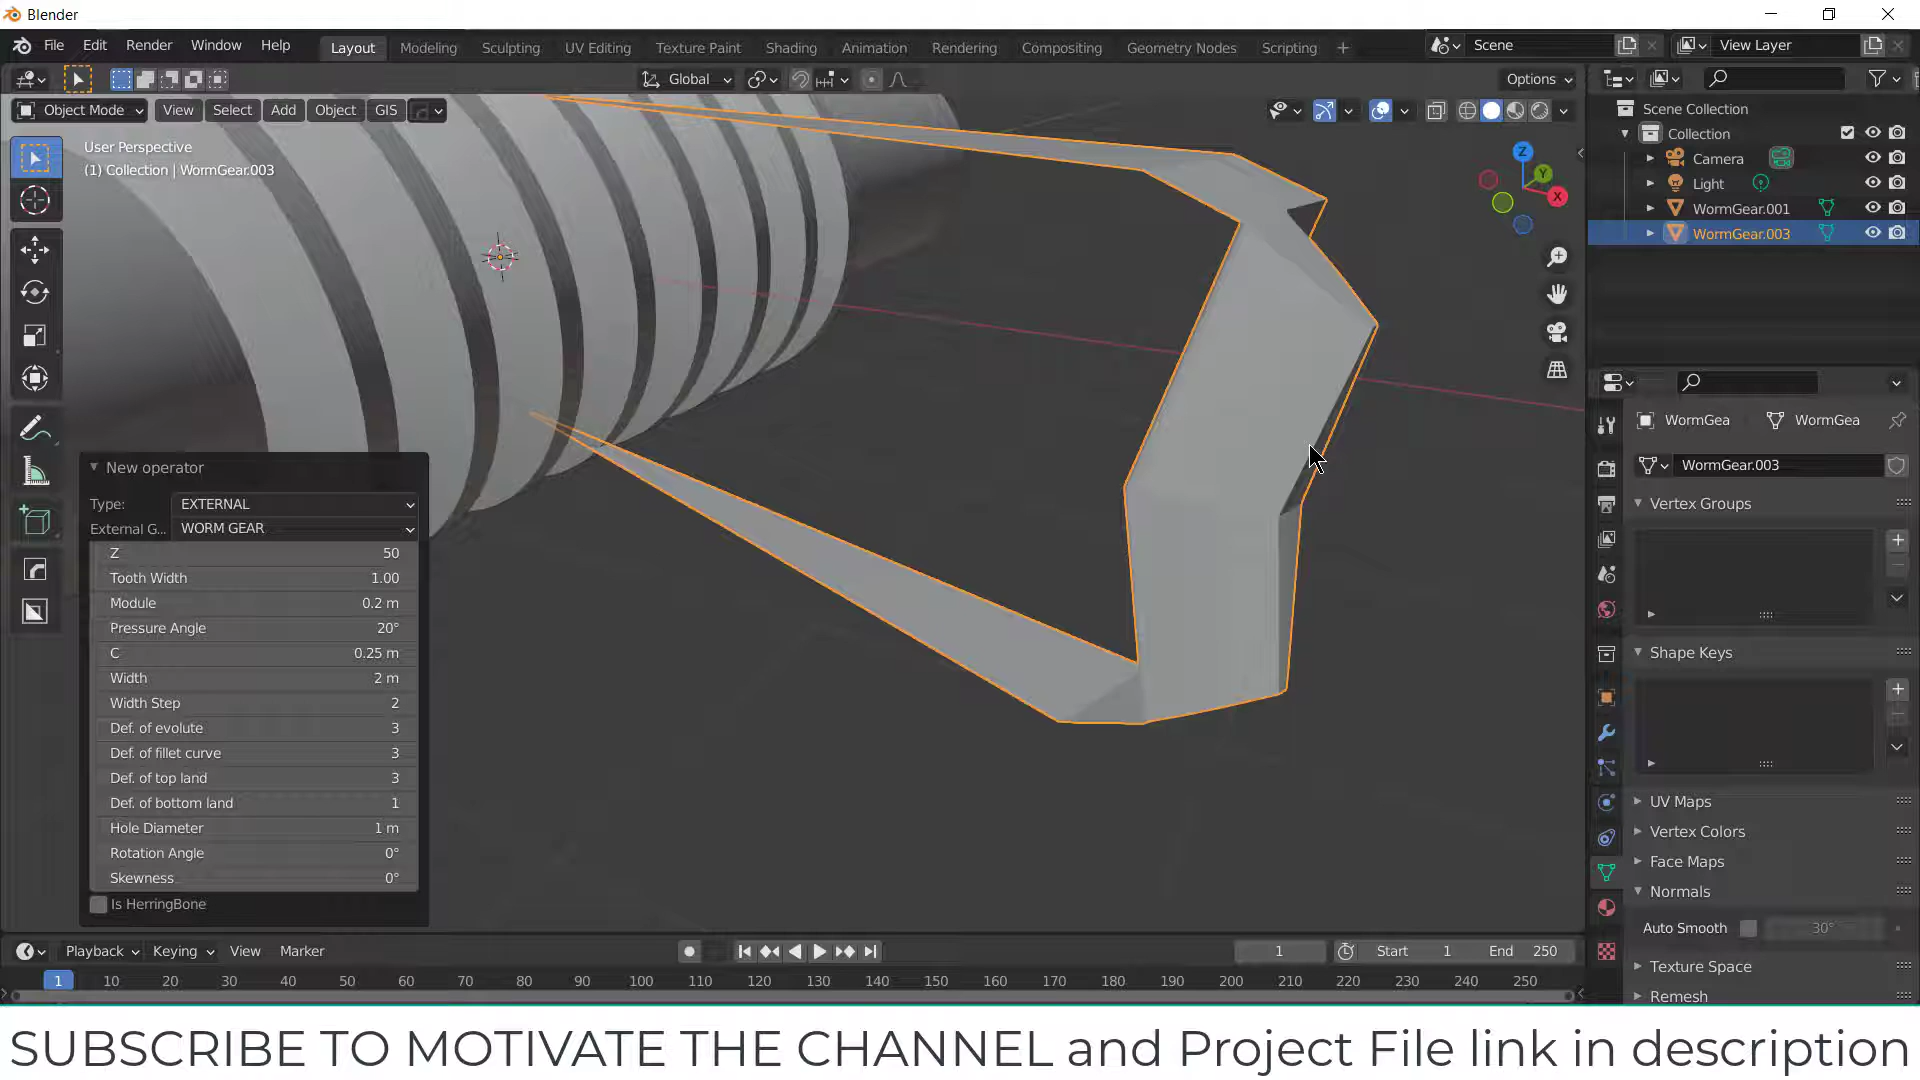 Blender
File Edit Render Window Help Layout Modeling Sculpting UV Editing Texture Paint Shading Animation Rendering Compositing Geometry Nodes Scripting + Scene View Layer
Global Options
Object Mode View Select Add Object GIS
User Perspective
(1) Collection | WormGear.003
Z
Y
X
Scene Collection
Collection
Camera
Light
WormGear.001
WormGear.003
WormGea WormGea
WormGear.003
Vertex Groups
Shape Keys
UV Maps
Vertex Colors
Face Maps
Normals
Auto Smooth 30°
Texture Space
Remesh
New operator
Type: EXTERNAL
External G... WORM GEAR
Z 50
Tooth Width 1.00
Module 0.2 m
Pressure Angle 20°
C 0.25 m
Width 2 m
Width Step 2
Def. of evolute 3
Def. of fillet curve 3
Def. of top land 3
Def. of bottom land 1
Hole Diameter 1 m
Rotation Angle 0°
Skewness 0°
Is HerringBone
Playback Keying View Marker 1 Start 1 End 250
1 10 20 30 40 50 60 70 80 90 100 110 120 130 140 150 160 170 180 190 200 210 220 230 240 250
SUBSCRIBE TO MOTIVATE THE CHANNEL and Project File link in description